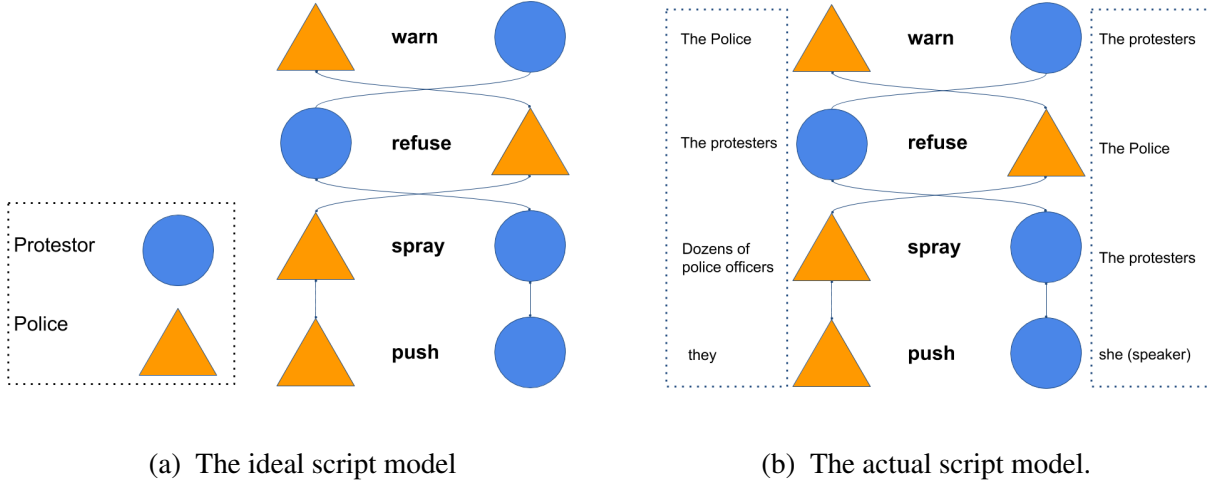 warn
refuse
Protestor
spray
Police
push
The Police
warn
The protesters
The protesters
refuse
The Police
Dozens of
police officers
spray
The protesters
they
push
she (speaker)
(a) The ideal script model
(b) The actual script model.